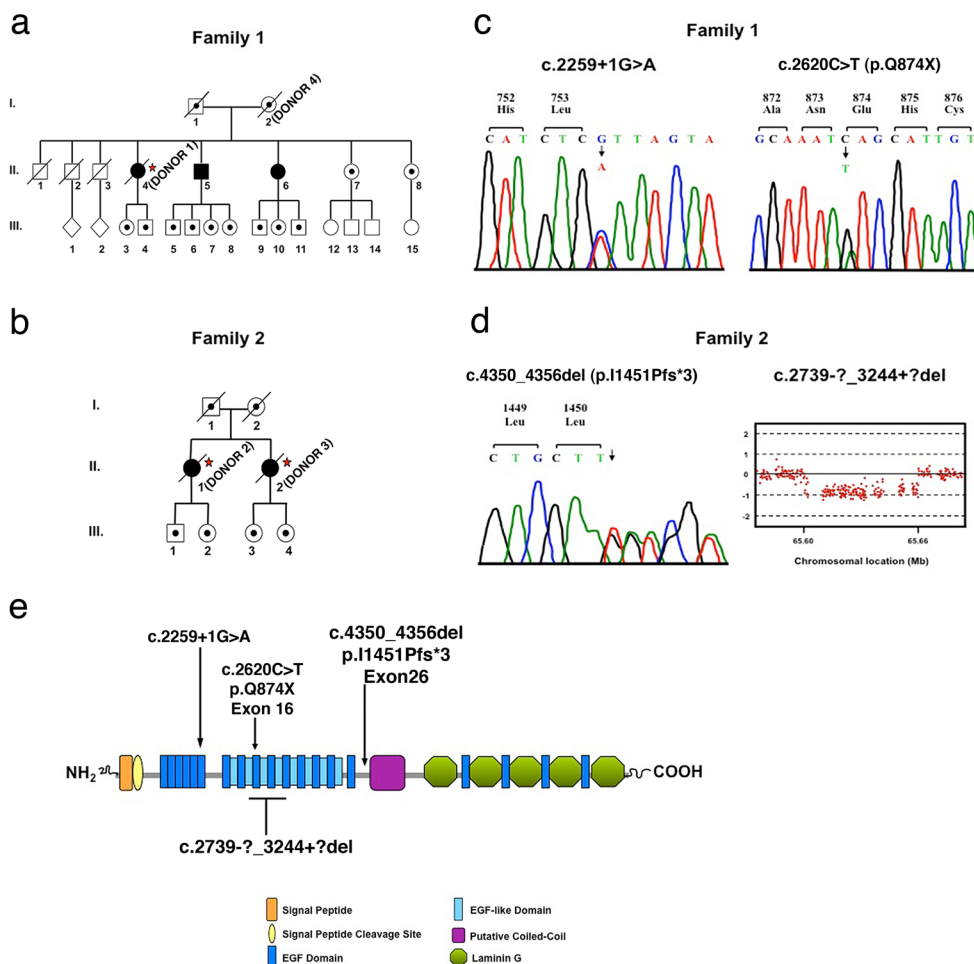 a
Family 1
I.
1
2 (DONOR 4)
II.
1
2
3
4 (DONOR 1)
5
6
7
8
III.
1
2
3
4
5
6
7
8
9
10
11
12
13
14
15
b
Family 2
I.
1
2
II.
1 (DONOR 2)
2 (DONOR 3)
III.
1
2
3
4
c
Family 1
c.2259+1G>A
752 753
His Leu
C A T C T C G T T A G T A
A
c.2620C>T (p.Q874X)
872 873 874 875 876
Ala Asn Glu His Cys
G C A A A T C A G C A T T G T
T
d
Family 2
c.4350_4356del (p.I1451Pfs*3)
1449 1450
Leu Leu
C T G C T T
c.2739-?_3244+?del
2
1
0
-1
-2
65.60 65.66
Chromosomal location (Mb)
e
c.2259+1G>A
c.2620C>T
p.Q874X
Exon 16
c.4350_4356del
p.I1451Pfs*3
Exon26
NH2
COOH
c.2739-?_3244+?del
Signal Peptide
Signal Peptide Cleavage Site
EGF Domain
EGF-like Domain
Putative Coiled-Coil
Laminin G